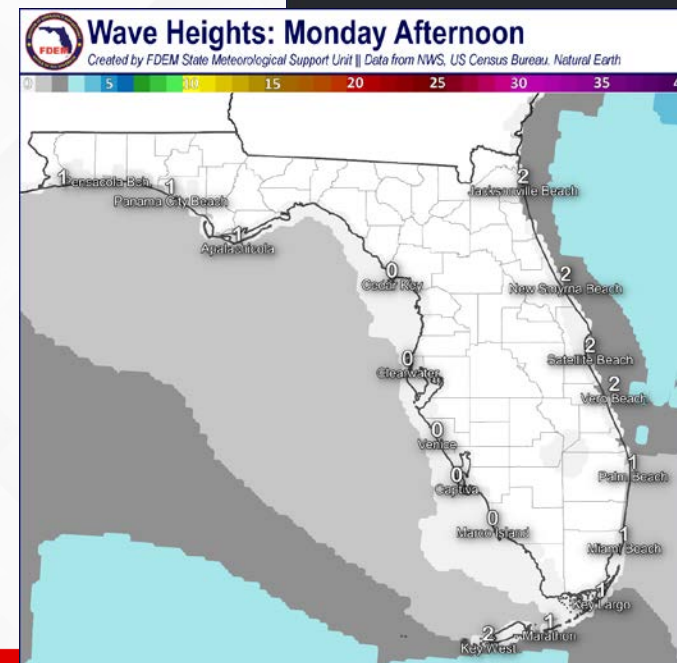 FDEM
Wave Heights: Monday Afternoon
Created by FDEM State Meteorological Support Unit || Data from NWS, US Census Bureau, Natural Earth
0 5 10 15 20 25 30 35 4
1
Pensacola Bch
1
Panama City Beach
1
Apalachicola
2
Jacksonville Beach
0
Cedar Key
2
New Smyrna Beach
0
Clearwater
2
Satellite Beach
2
Vero Beach
0
Venice
0
Captiva
1
Palm Beach
0
Marco Island
1
Miami Beach
1
Key Largo
1
Marathon
2
Key West